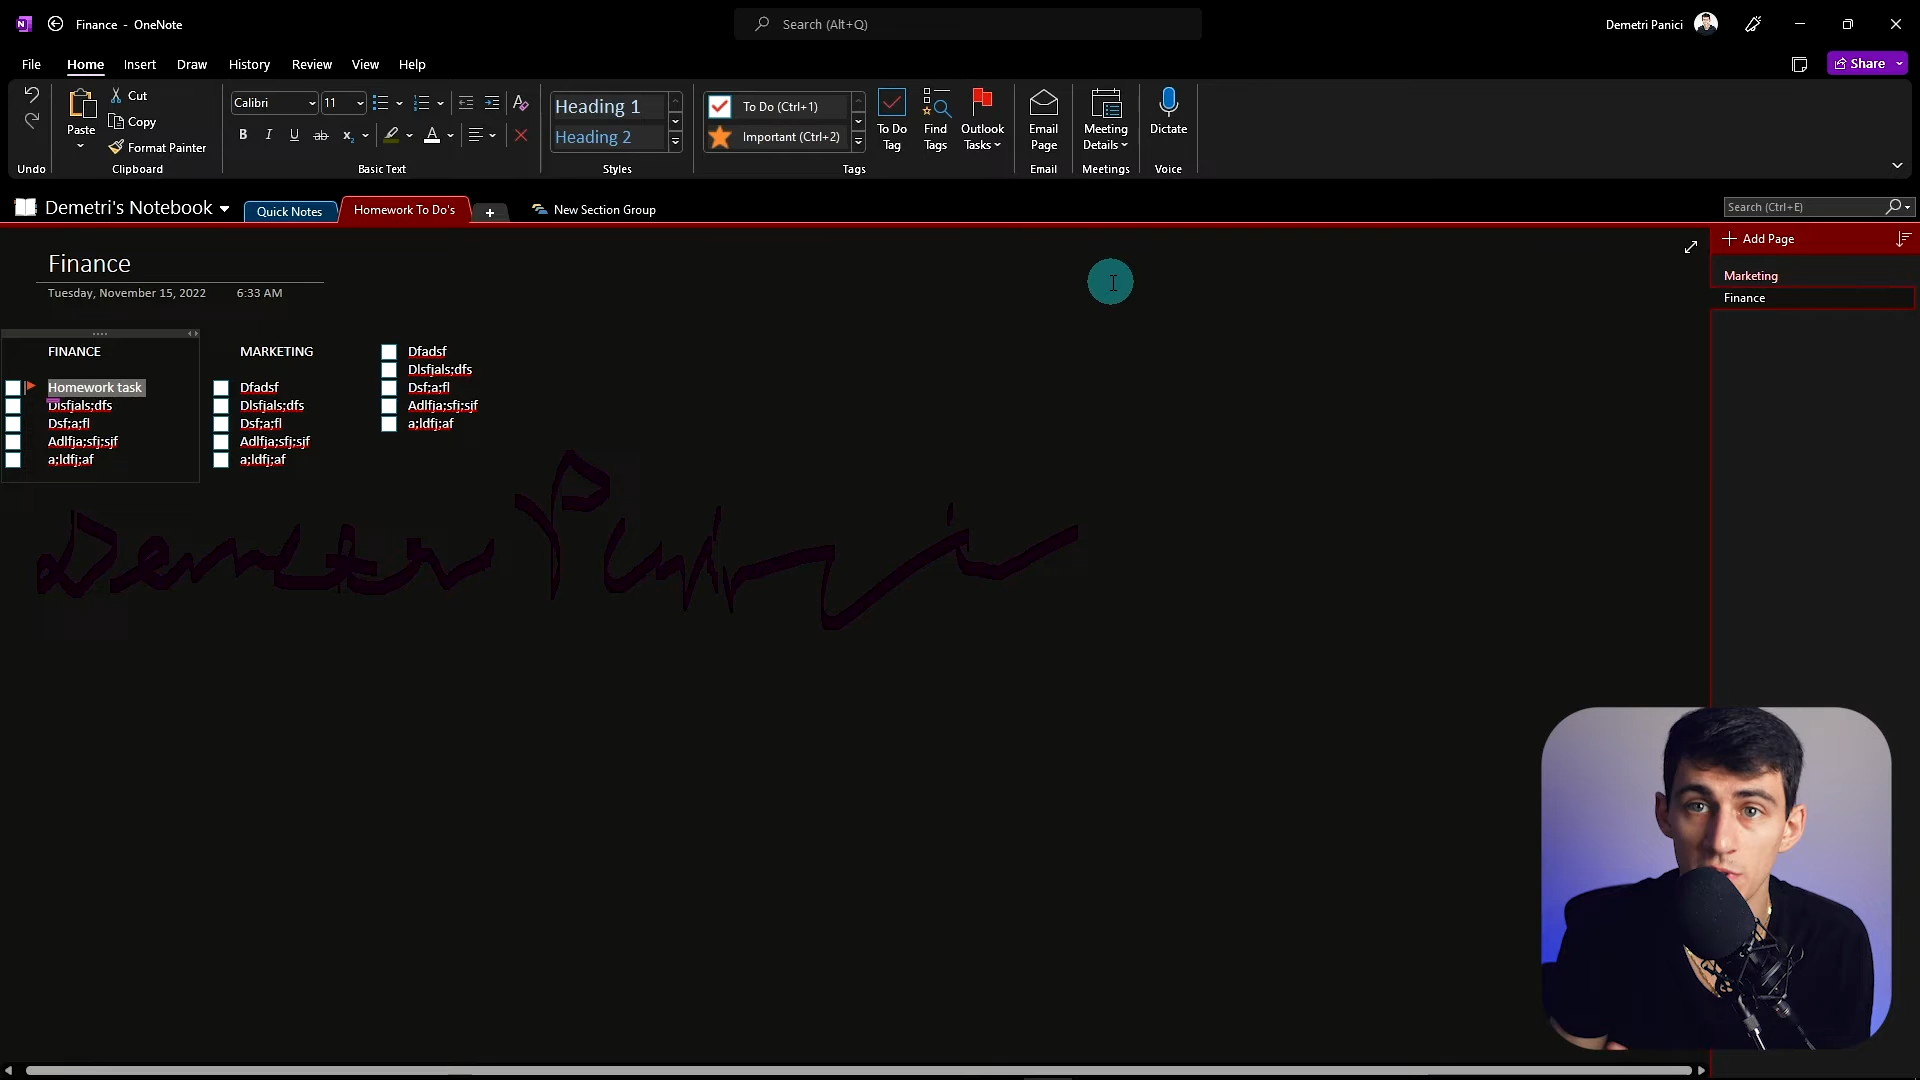 Finance - OneNote
Search (Alt+Q)
Demetri Panici
File Home Insert Draw History Review View Help
Share
Paste
Cut
Copy
Format Painter
Calibri 11
Heading 1
Heading 2
To Do (Ctrl+1)
Important (Ctrl+2)
To Do Tag
Find Tags
Outlook Tasks
Email Page
Meeting Details
Dictate
Undo Clipboard Basic Text Styles Tags Email Meetings Voice
Demetri's Notebook Quick Notes Homework To Do's + New Section Group
Search (Ctrl+E)
Add Page
Marketing
Finance
Finance
Tuesday, November 15, 2022 6:33 AM
FINANCE
Homework task
Dlsfjals;dfs
Dsf;a;fl
Adlfja;sfj;sjf
a;ldfj;af
MARKETING
Dfadsf
Dlsfjals;dfs
Dsf;a;fl
Adlfja;sfj;sjf
a;ldfj;af
Dfadsf
Dlsfjals;dfs
Dsf;a;fl
Adlfja;sfj;sjf
a;ldfj;af